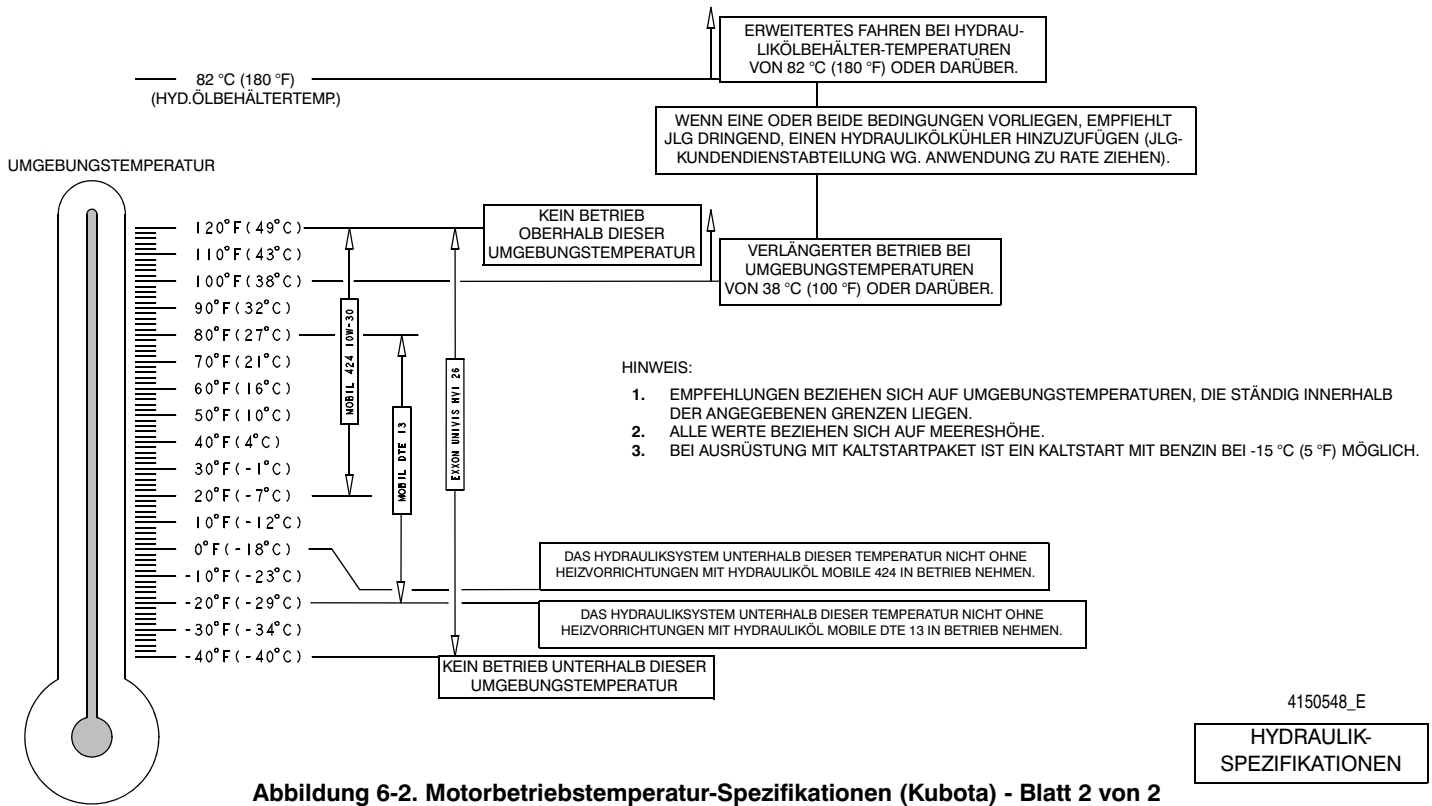 ERWEITERTES FAHREN BEI HYDRAU-
LIKÖLBEHÄLTER-TEMPERATUREN
VON 82 °C (180 °F) ODER DARÜBER.
82 °C (180 °F)
(HYD.ÖLBEHÄLTERTEMP.)
WENN EINE ODER BEIDE BEDINGUNGEN VORLIEGEN, EMPFIEHLT
JLG DRINGEND, EINEN HYDRAULIKÖLKÜHLER HINZUZUFÜGEN (JLG-
KUNDENDIENSTABTEILUNG WG. ANWENDUNG ZU RATE ZIEHEN).
UMGEBUNGSTEMPERATUR
KEIN BETRIEB
OBERHALB DIESER
UMGEBUNGSTEMPERATUR
VERLÄNGERTER BETRIEB BEI
UMGEBUNGSTEMPERATUREN
VON 38 °C (100 °F) ODER DARÜBER.
120°F(49°C)
110°F(43°C)
100°F(38°C)
90°F(32°C)
80°F(27°C)
70°F(21°C)
60°F(16°C)
50°F(10°C)
40°F(4°C)
30°F(-1°C)
20°F(-7°C)
10°F(-12°C)
0°F(-18°C)
-10°F(-23°C)
-20°F(-29°C)
-30°F(-34°C)
-40°F(-40°C)
MOBIL 424 10W-30
MOBIL DTE 13
EXXON UNIVIS HVI 26
HINWEIS:
1. EMPFEHLUNGEN BEZIEHEN SICH AUF UMGEBUNGSTEMPERATUREN, DIE STÄNDIG INNERHALB
DER ANGEGEBENEN GRENZEN LIEGEN.
2. ALLE WERTE BEZIEHEN SICH AUF MEERESHÖHE.
3. BEI AUSRÜSTUNG MIT KALTSTARTPAKET IST EIN KALTSTART MIT BENZIN BEI -15 °C (5 °F) MÖGLICH.
DAS HYDRAULIKSYSTEM UNTERHALB DIESER TEMPERATUR NICHT OHNE
HEIZVORRICHTUNGEN MIT HYDRAULIKÖL MOBILE 424 IN BETRIEB NEHMEN.
DAS HYDRAULIKSYSTEM UNTERHALB DIESER TEMPERATUR NICHT OHNE
HEIZVORRICHTUNGEN MIT HYDRAULIKÖL MOBILE DTE 13 IN BETRIEB NEHMEN.
KEIN BETRIEB UNTERHALB DIESER
UMGEBUNGSTEMPERATUR
4150548_E
HYDRAULIK-
SPEZIFIKATIONEN
Abbildung 6-2. Motorbetriebstemperatur-Spezifikationen (Kubota) - Blatt 2 von 2